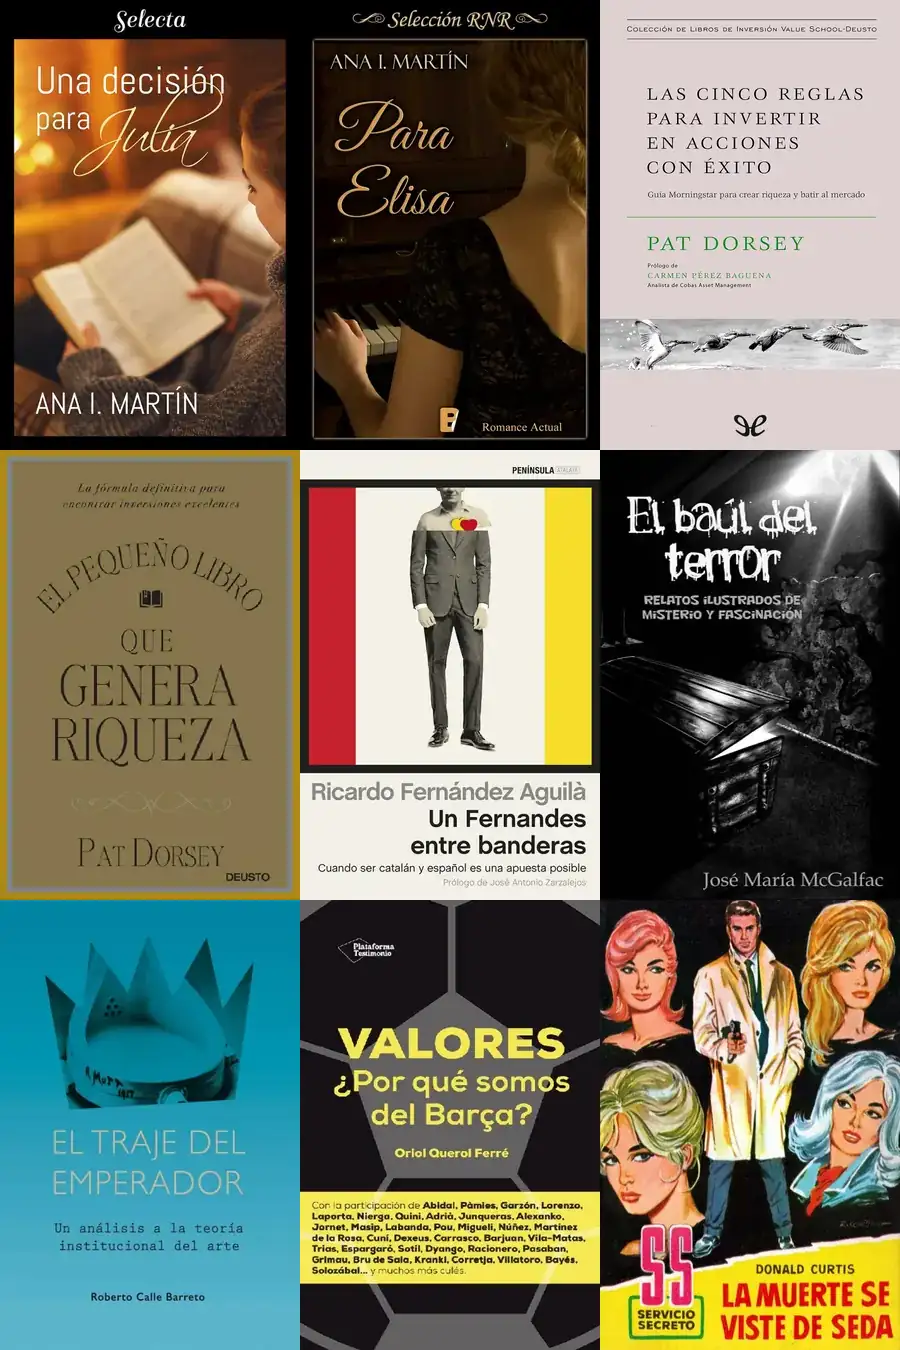 Selecta
Una decisión
para
Julia
ANA I. MARTÍN
Selección RNR
ANA I. MARTÍN
Para
Elisa
Romance Actual
COLECCIÓN DE LIBROS DE INVERSIÓN VALUE SCHOOL-DEUSTO
LAS CINCO REGLAS
PARA INVERTIR
EN ACCIONES
CON ÉXITO
Guía Morningstar para crear riqueza y batir al mercado
PAT DORSEY
Prólogo de
CARMEN PÉREZ BAGUENA
Analista de Cobas Asset Management
La fórmula definitiva para
encontrar inversiones excelentes
EL PEQUEÑO LIBRO
QUE
GENERA
RIQUEZA
PAT DORSEY
DEUSTO
PENÍNSULA ATALAYA
Ricardo Fernández Aguilà
Un Fernandes
entre banderas
Cuando ser catalán y español es una apuesta posible
Prólogo de José Antonio Zarzalejos
El baúl del
terror
RELATOS ILUSTRADOS DE
MISTERIO Y FASCINACIÓN
José María McGalfac
EL TRAJE DEL
EMPERADOR
Un análisis a la teoría
institucional del arte
Roberto Calle Barreto
Plataforma
Testimonio
VALORES
¿Por qué somos
del Barça?
Oriol Querol Ferré
Con la participación de Abidal, Pàmies, Garzón, Lorenzo,
Laporta, Nierga, Quini, Adrià, Junqueras, Alexanko,
Jornet, Masip, Labanda, Pou, Migueli, Núñez, Martínez
de la Rosa, Cuní, Dexeus, Carrasco, Barjuan, Vila-Matas,
Trias, Espargaró, Sotil, Dyango, Racionero, Pasaban,
Grimau, Bru de Sala, Kranki, Corretja, Villatoro, Bayés,
Solozábal... y muchos más culés.
SS
SERVICIO
SECRETO
DONALD CURTIS
LA MUERTE SE
VISTE DE SEDA